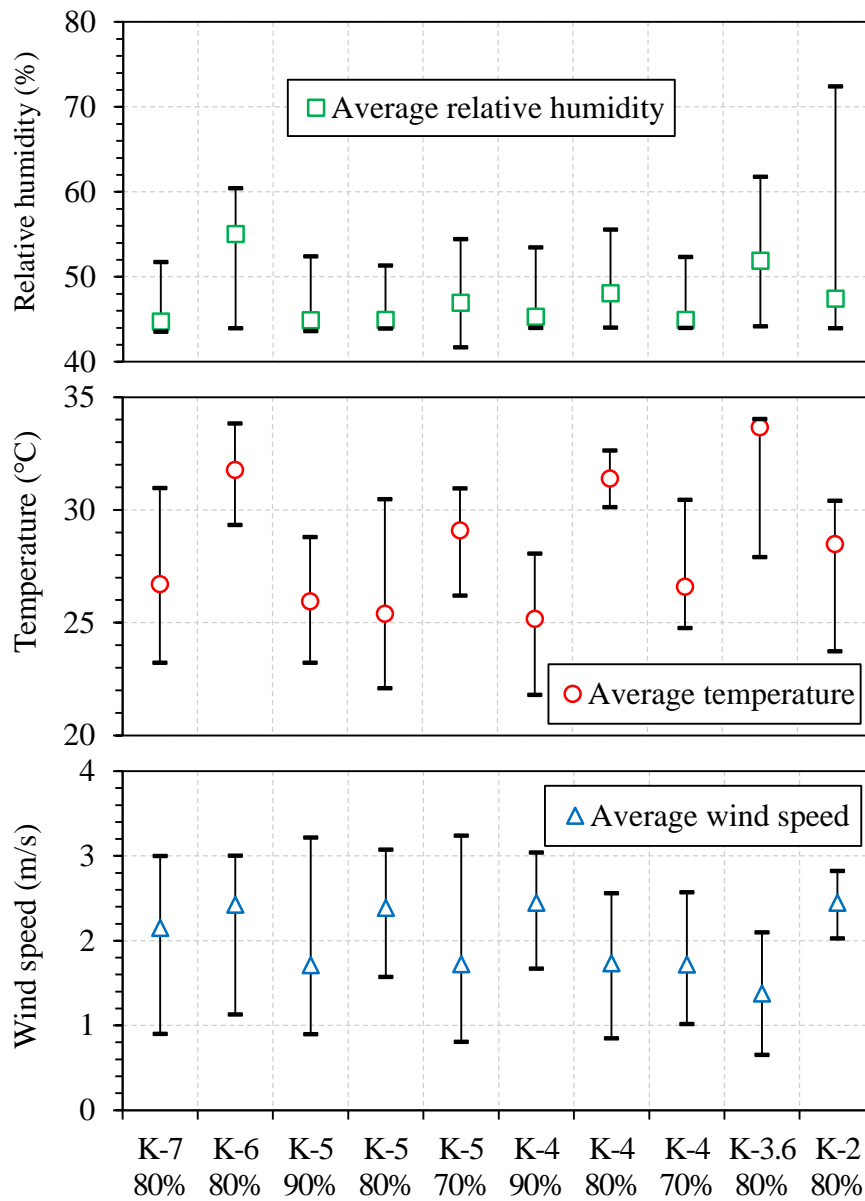 Relative humidity (%)
80
70
60
50
40
Average relative humidity
Temperature (°C)
35
30
25
20
Average temperature
Wind speed (m/s)
4
3
2
1
0
Average wind speed
K-7 K-6 K-5 K-5 K-5 K-4 K-4 K-4 K-3.6 K-2
80% 80% 90% 80% 70% 90% 80% 70% 80% 80%